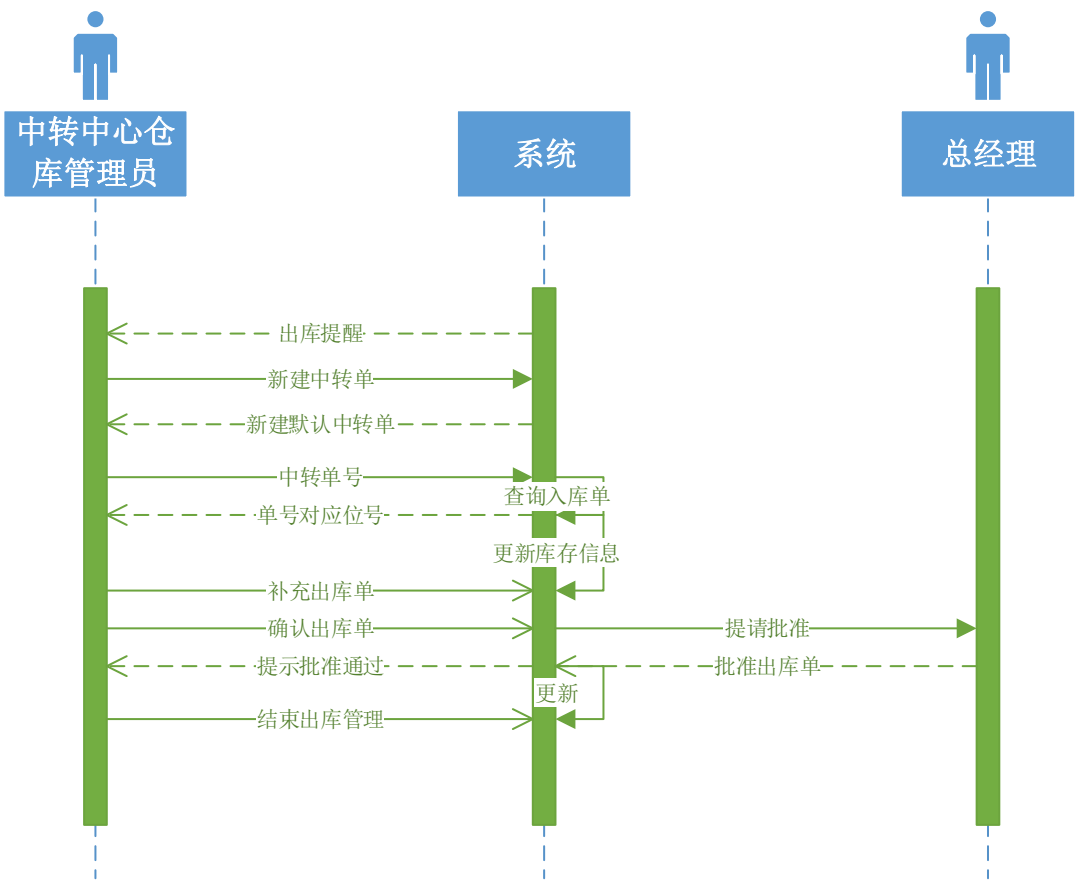 中转中心仓
库管理员
系统
总经理
出库提醒
新建中转单
新建默认中转单
中转单号
查询入库单
单号对应位号
更新库存信息
补充出库单
确认出库单
提请批准
提示批准通过
批准出库单
更新
结束出库管理